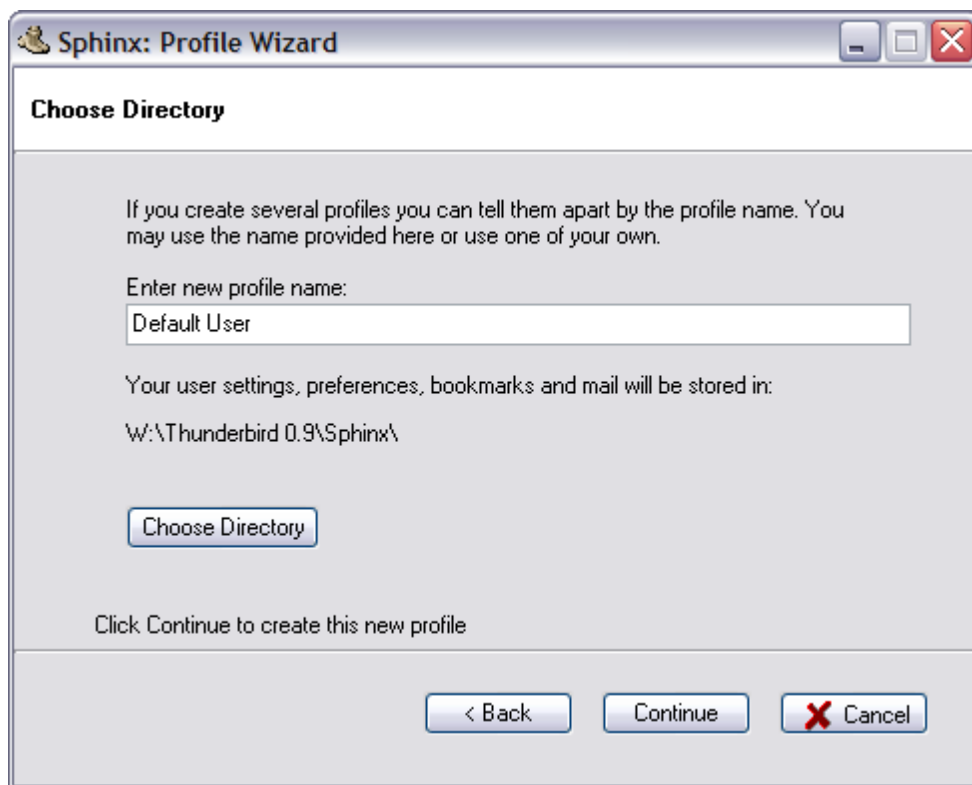 Sphinx: Profile Wizard
Choose Directory
If you create several profiles you can tell them apart by the profile name. You
may use the name provided here or use one of your own.
Enter new profile name:
Default User
Your user settings, preferences, bookmarks and mail will be stored in:
W:\Thunderbird 0.9\Sphinx\
Choose Directory
Click Continue to create this new profile
< Back
Continue
Cancel